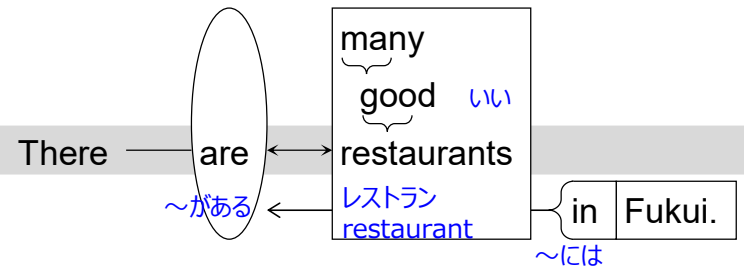 many
good いい
There are restaurants
～がある レストラン in Fukui.
restaurant
～には